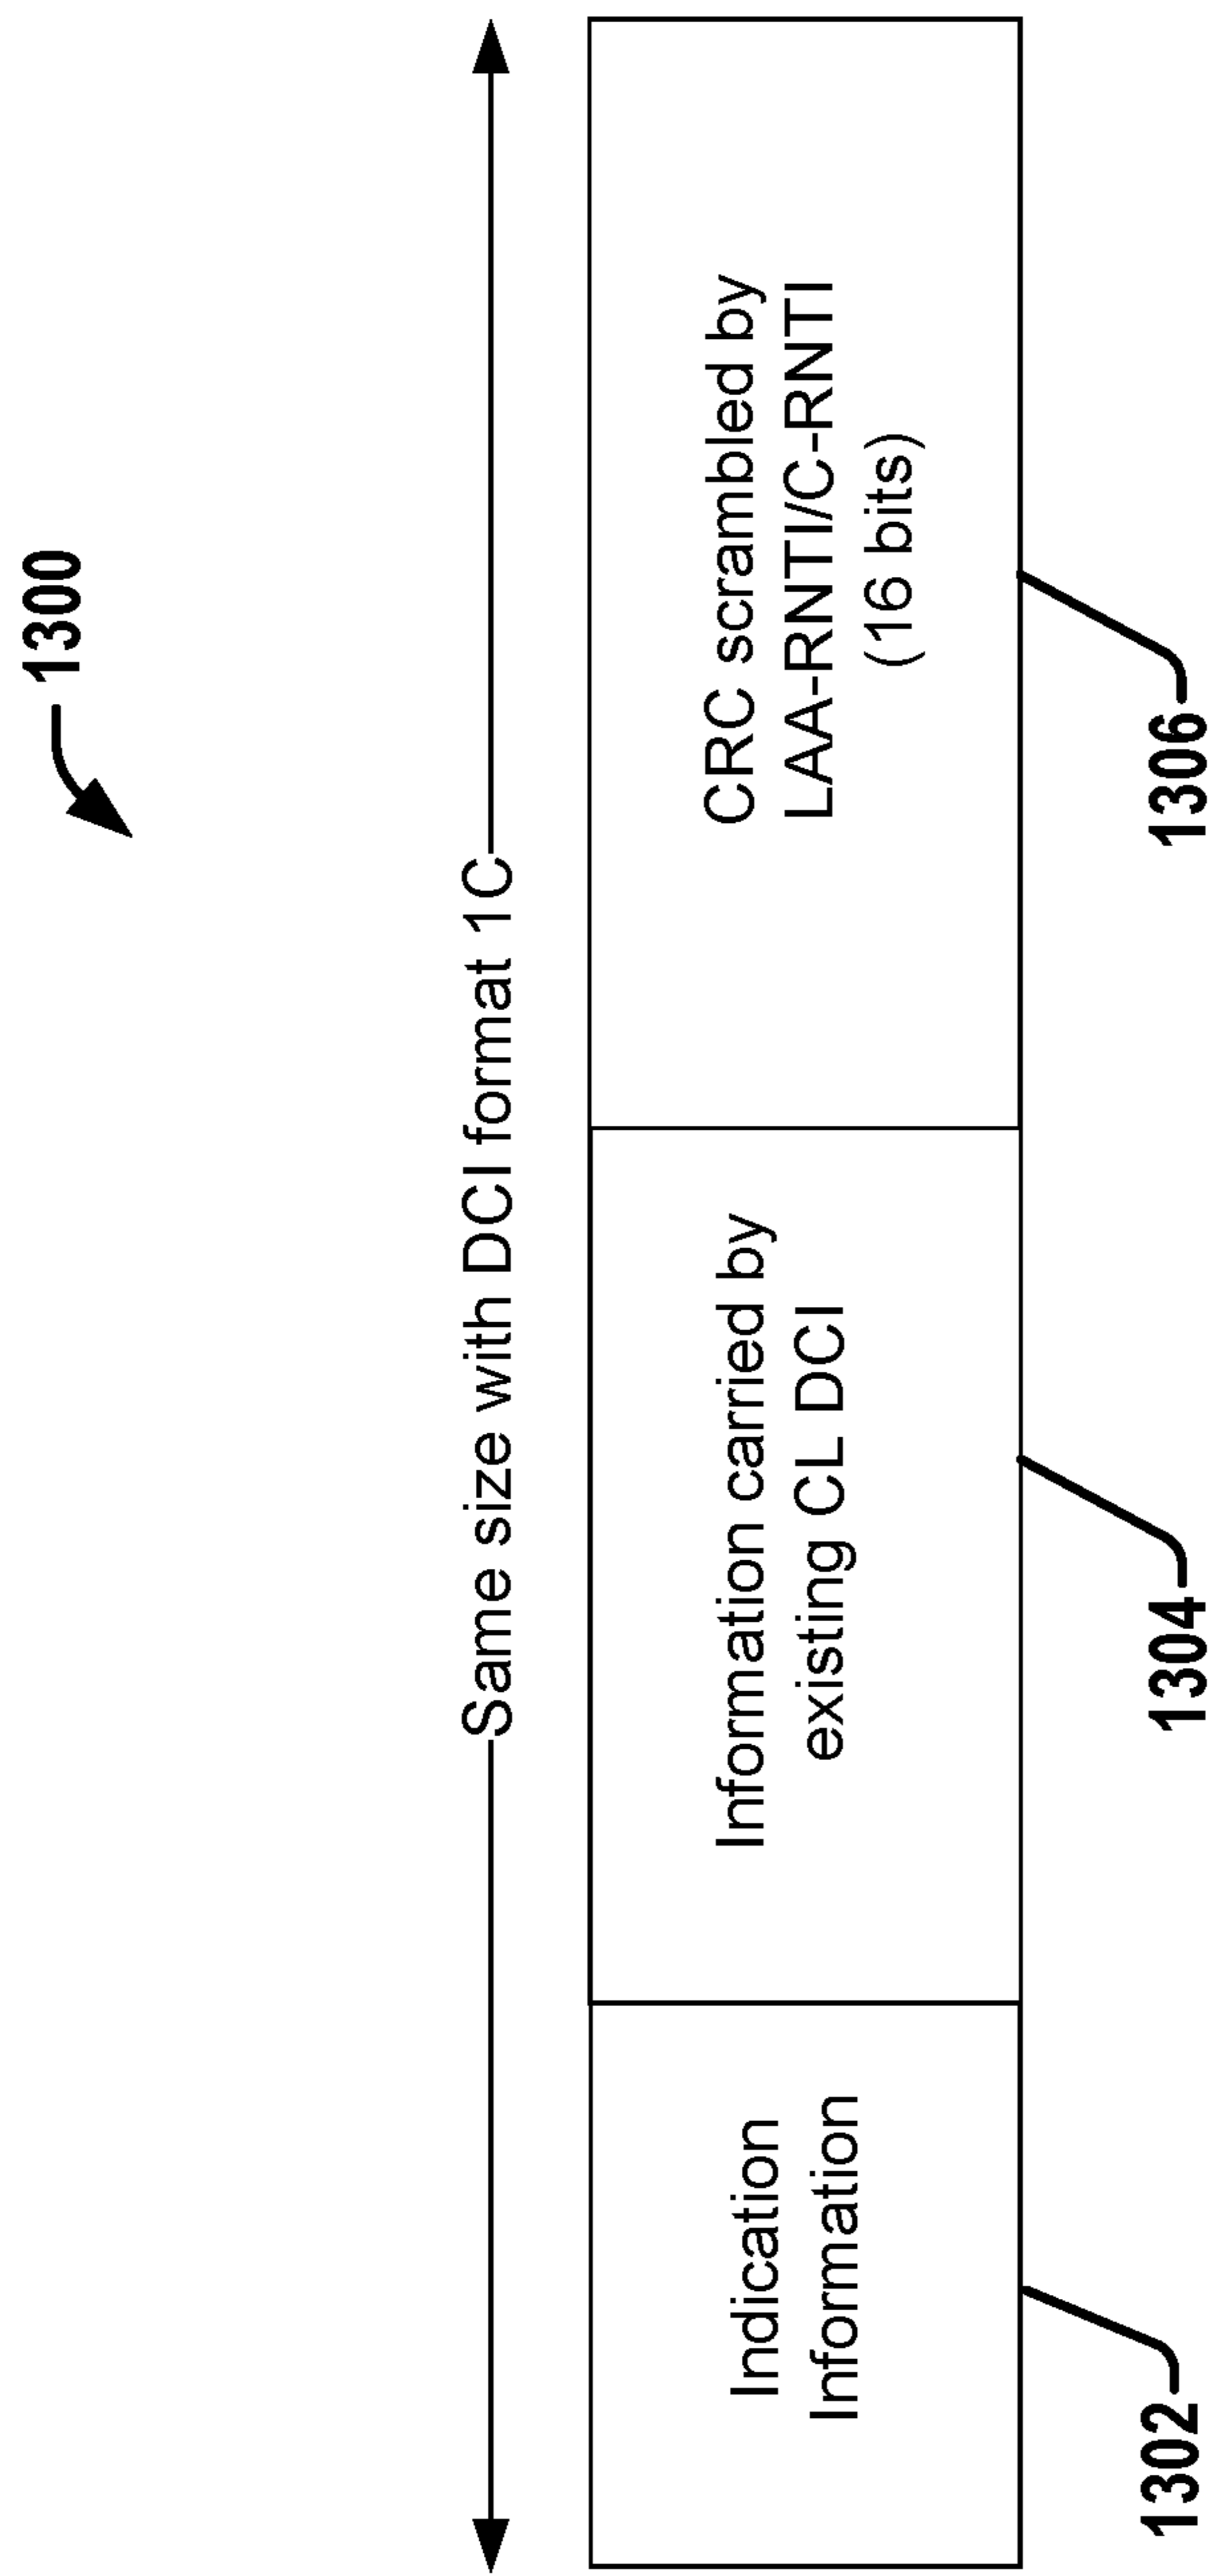 1300
Same size with DCI format 1C
Indication
Information
Information carried by
existing CL DCI
CRC scrambled by
LAA-RNTI/C-RNTI
(16 bits)
1302
1304
1306